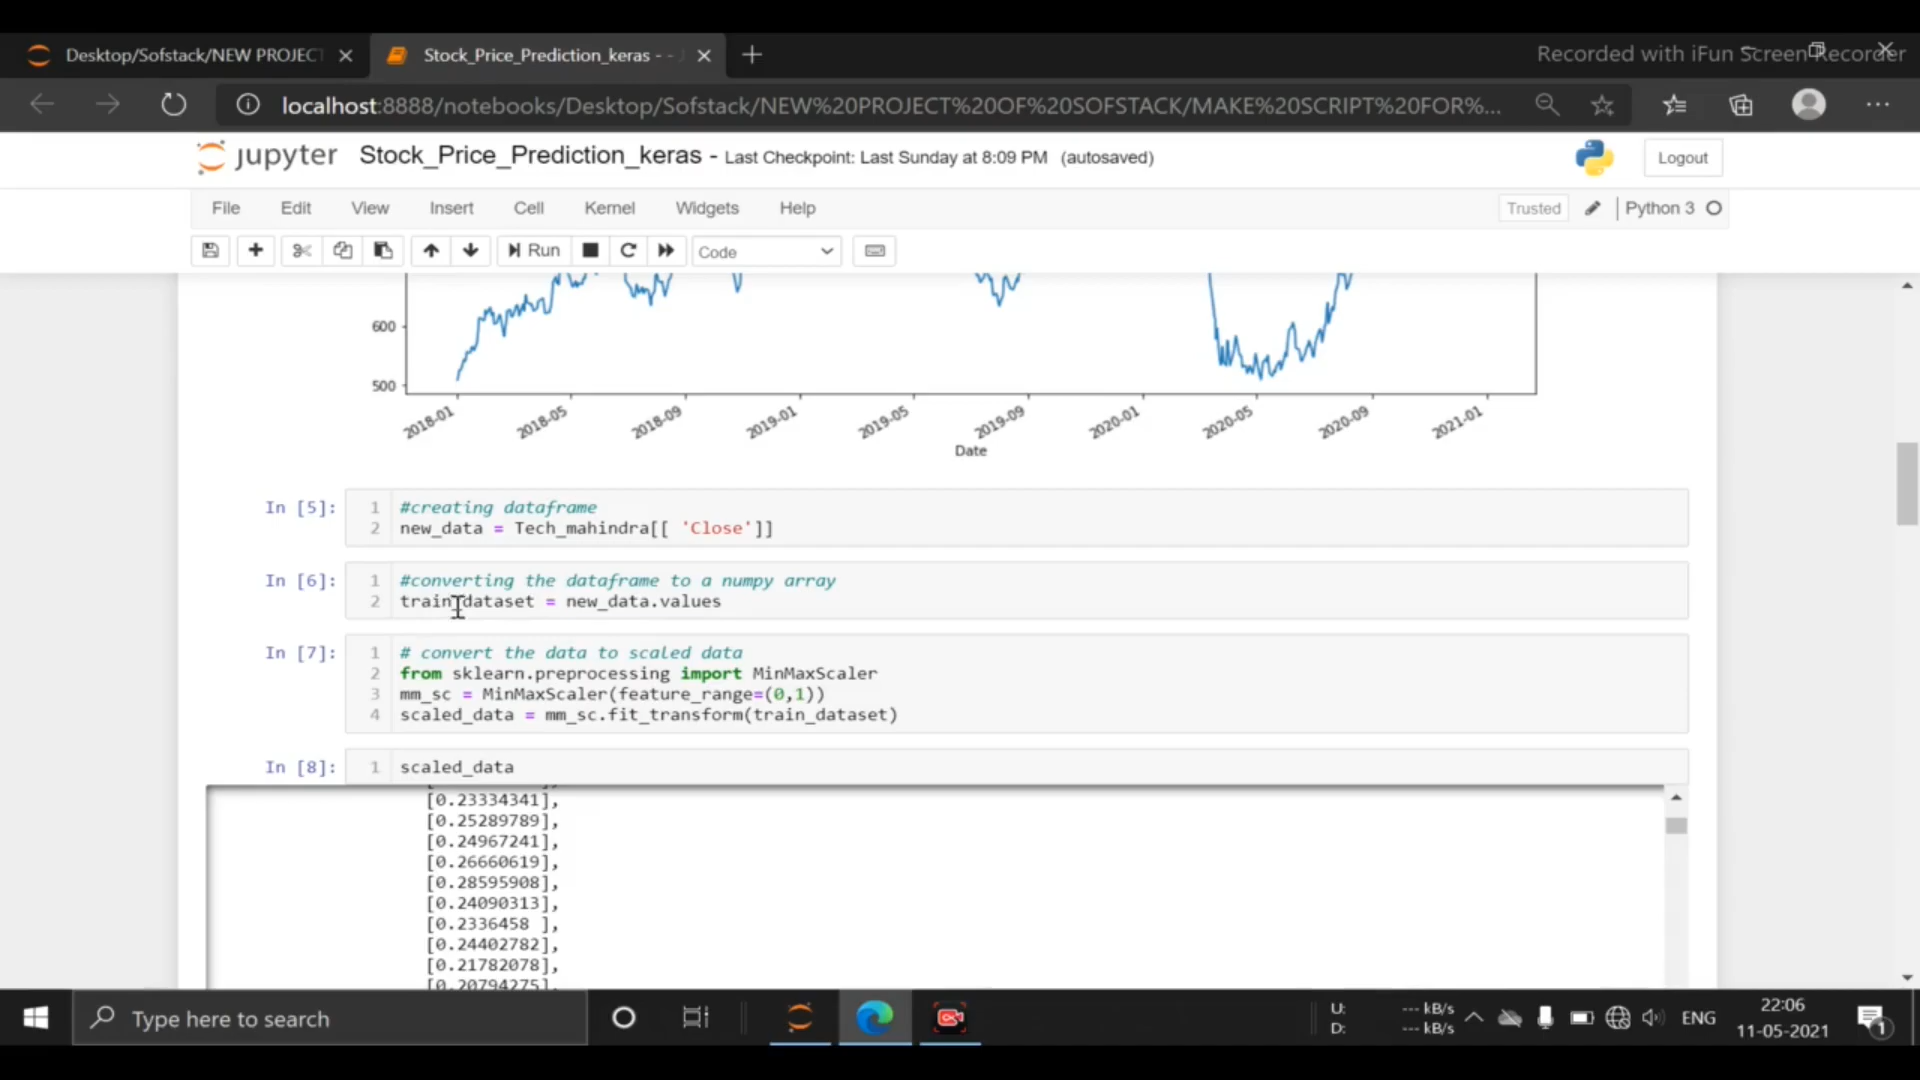 Desktop/Sofstack/NEW PROJECT
Stock_Price_Prediction_keras - -
Recorded with iFun Screen Recorder
localhost:8888/notebooks/Desktop/Sofstack/NEW%20PROJECT%20OF%20SOFSTACK/MAKE%20SCRIPT%20FOR%...
jupyter Stock_Price_Prediction_keras - Last Checkpoint: Last Sunday at 8:09 PM (autosaved)
Logout
File Edit View Insert Cell Kernel Widgets Help
Trusted Python 3
Run Code
600
500
2018-01 2018-05 2018-09 2019-01 2019-05 2019-09 2020-01 2020-05 2020-09 2021-01
Date
In [5]: 1 #creating dataframe
2 new_data = Tech_mahindra[[ 'Close']]
In [6]: 1 #converting the dataframe to a numpy array
2 train_dataset = new_data.values
In [7]: 1 # convert the data to scaled data
2 from sklearn.preprocessing import MinMaxScaler
3 mm_sc = MinMaxScaler(feature_range=(0,1))
4 scaled_data = mm_sc.fit_transform(train_dataset)
In [8]: 1 scaled_data
[0.23334341],
[0.25289789],
[0.24967241],
[0.26660619],
[0.28595908],
[0.24090313],
[0.2336458 ],
[0.24402782],
[0.21782078],
[0.20794275],
Type here to search
U: --- kB/s
D: --- kB/s
ENG
22:06
11-05-2021
1